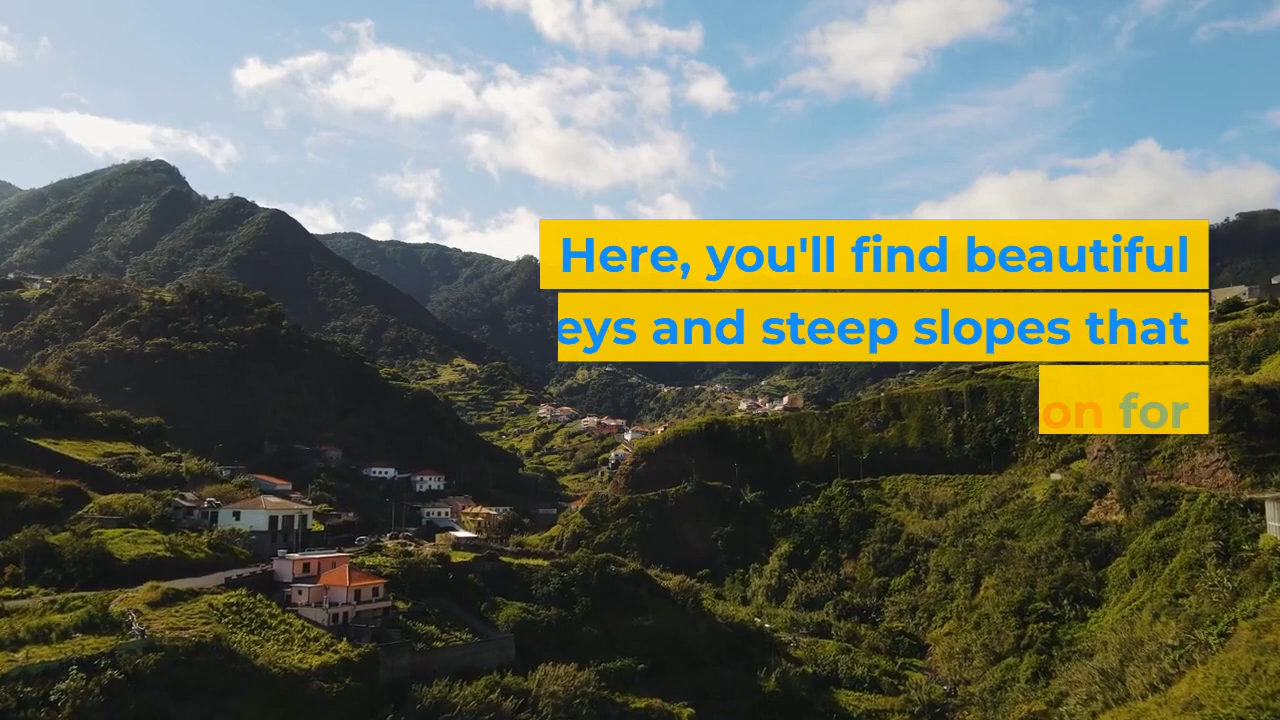 Here, you'll find beautiful
eys and steep slopes that
on for